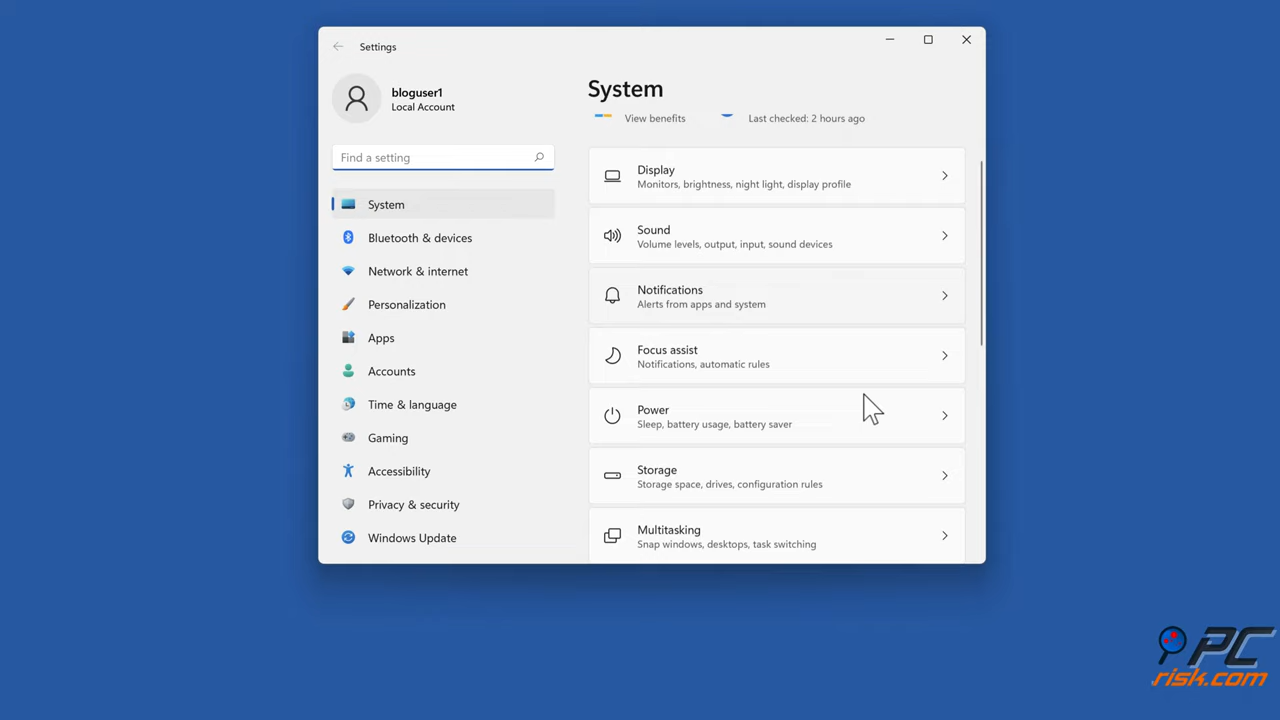 Settings
bloguser1
Local Account
Find a setting
System
Bluetooth & devices
Network & internet
Personalization
Apps
Accounts
Time & language
Gaming
Accessibility
Privacy & security
Windows Update
System
View benefits
Last checked: 2 hours ago
Display
Monitors, brightness, night light, display profile
Sound
Volume levels, output, input, sound devices
Notifications
Alerts from apps and system
Focus assist
Notifications, automatic rules
Power
Sleep, battery usage, battery saver
Storage
Storage space, drives, configuration rules
Multitasking
Snap windows, desktops, task switching
PC
risk.com